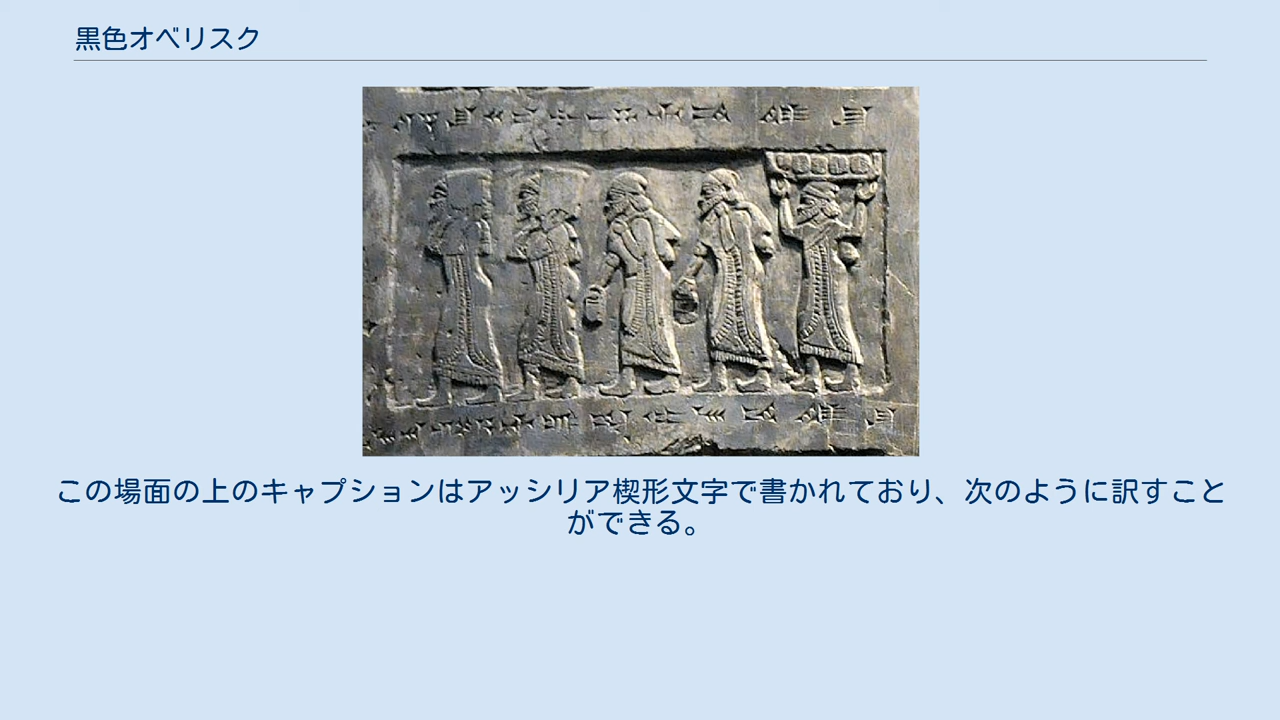 黒色オベリスク
この場面の上のキャプションはアッシリア楔形文字で書かれており、次のように訳すこと
ができる。